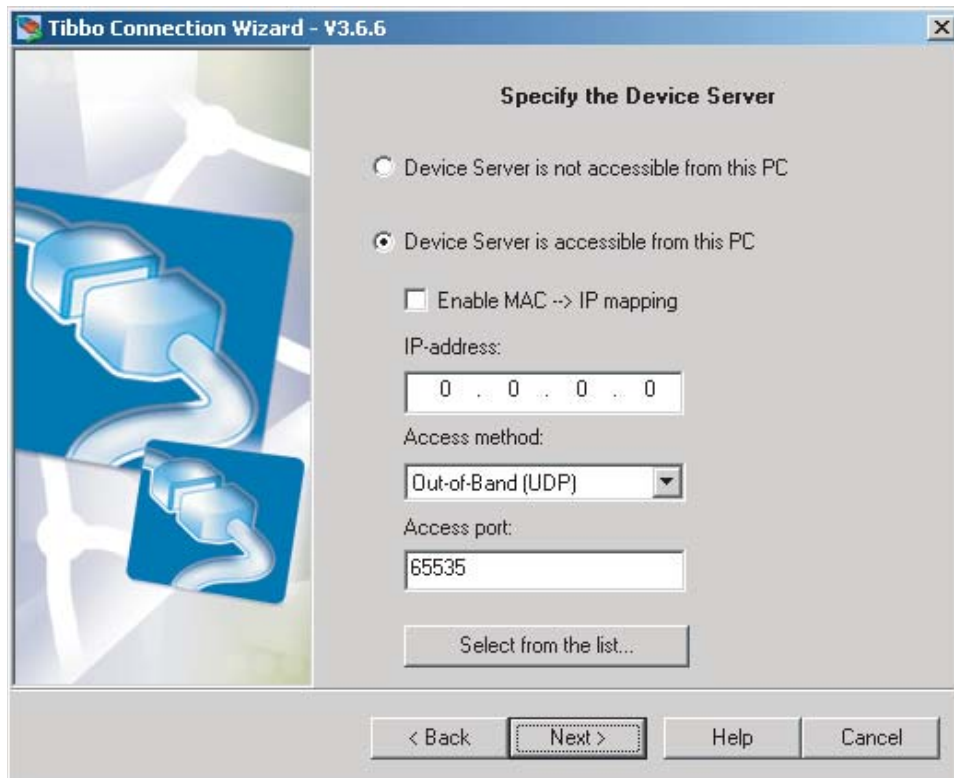 Tibbo Connection Wizard - V3.6.6
Specify the Device Server
Device Server is not accessible from this PC
Device Server is accessible from this PC
Enable MAC --> IP mapping
IP-address:
0 . 0 . 0 . 0
Access method:
Out-of-Band (UDP)
Access port:
65535
Select from the list...
< Back Next > Help Cancel